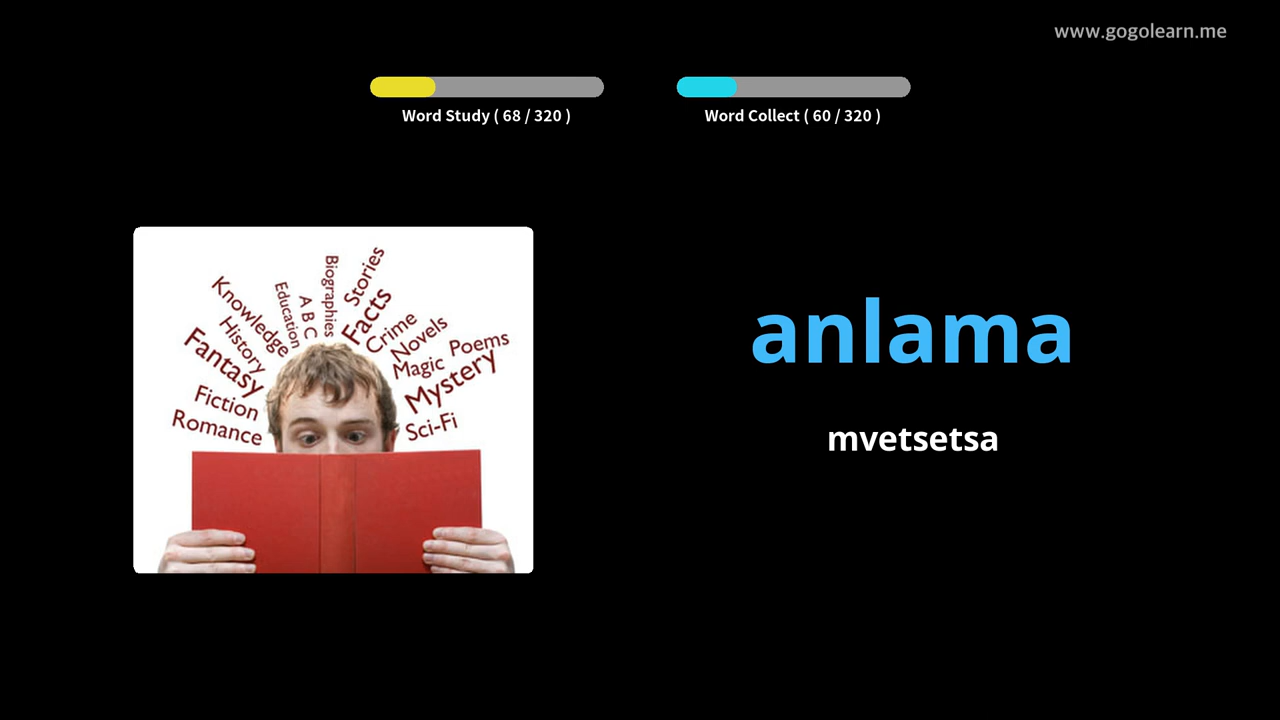 www.gogolearn.me
Word Study ( 68 / 320 )
Word Collect ( 60 / 320 )
Knowledge
History
Fantasy
Fiction
Romance
Education
A B C
Biographies
Stories
Facts
Crime
Novels
Magic
Poems
Mystery
Sci-Fi
anlama
mvetsetsa